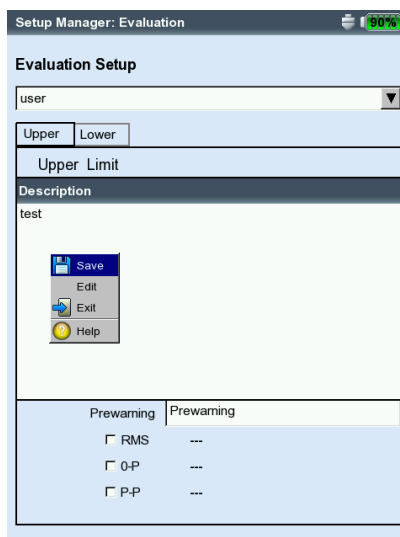 Setup Manager: Evaluation 90%
Evaluation Setup
user
Upper Lower
Upper Limit
Description
test
Save
Edit
Exit
? Help
Prewarning Prewarning
RMS ---
0-P ---
P-P ---